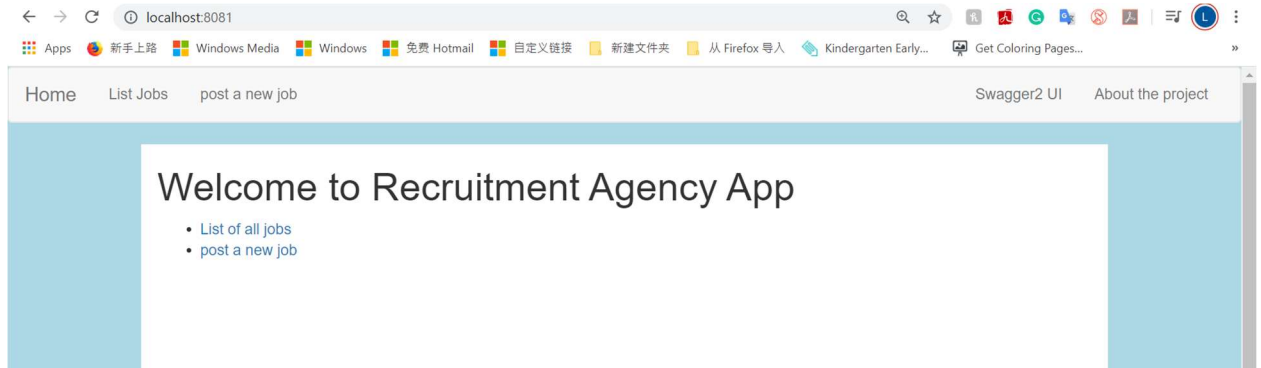 localhost:8081
Apps 新手上路 Windows Media Windows 免费 Hotmail 自定义链接 新建文件夹 从 Firefox 导入 Kindergarten Early... Get Coloring Pages... »
Home List Jobs post a new job Swagger2 UI About the project
Welcome to Recruitment Agency App
• List of all jobs
• post a new job